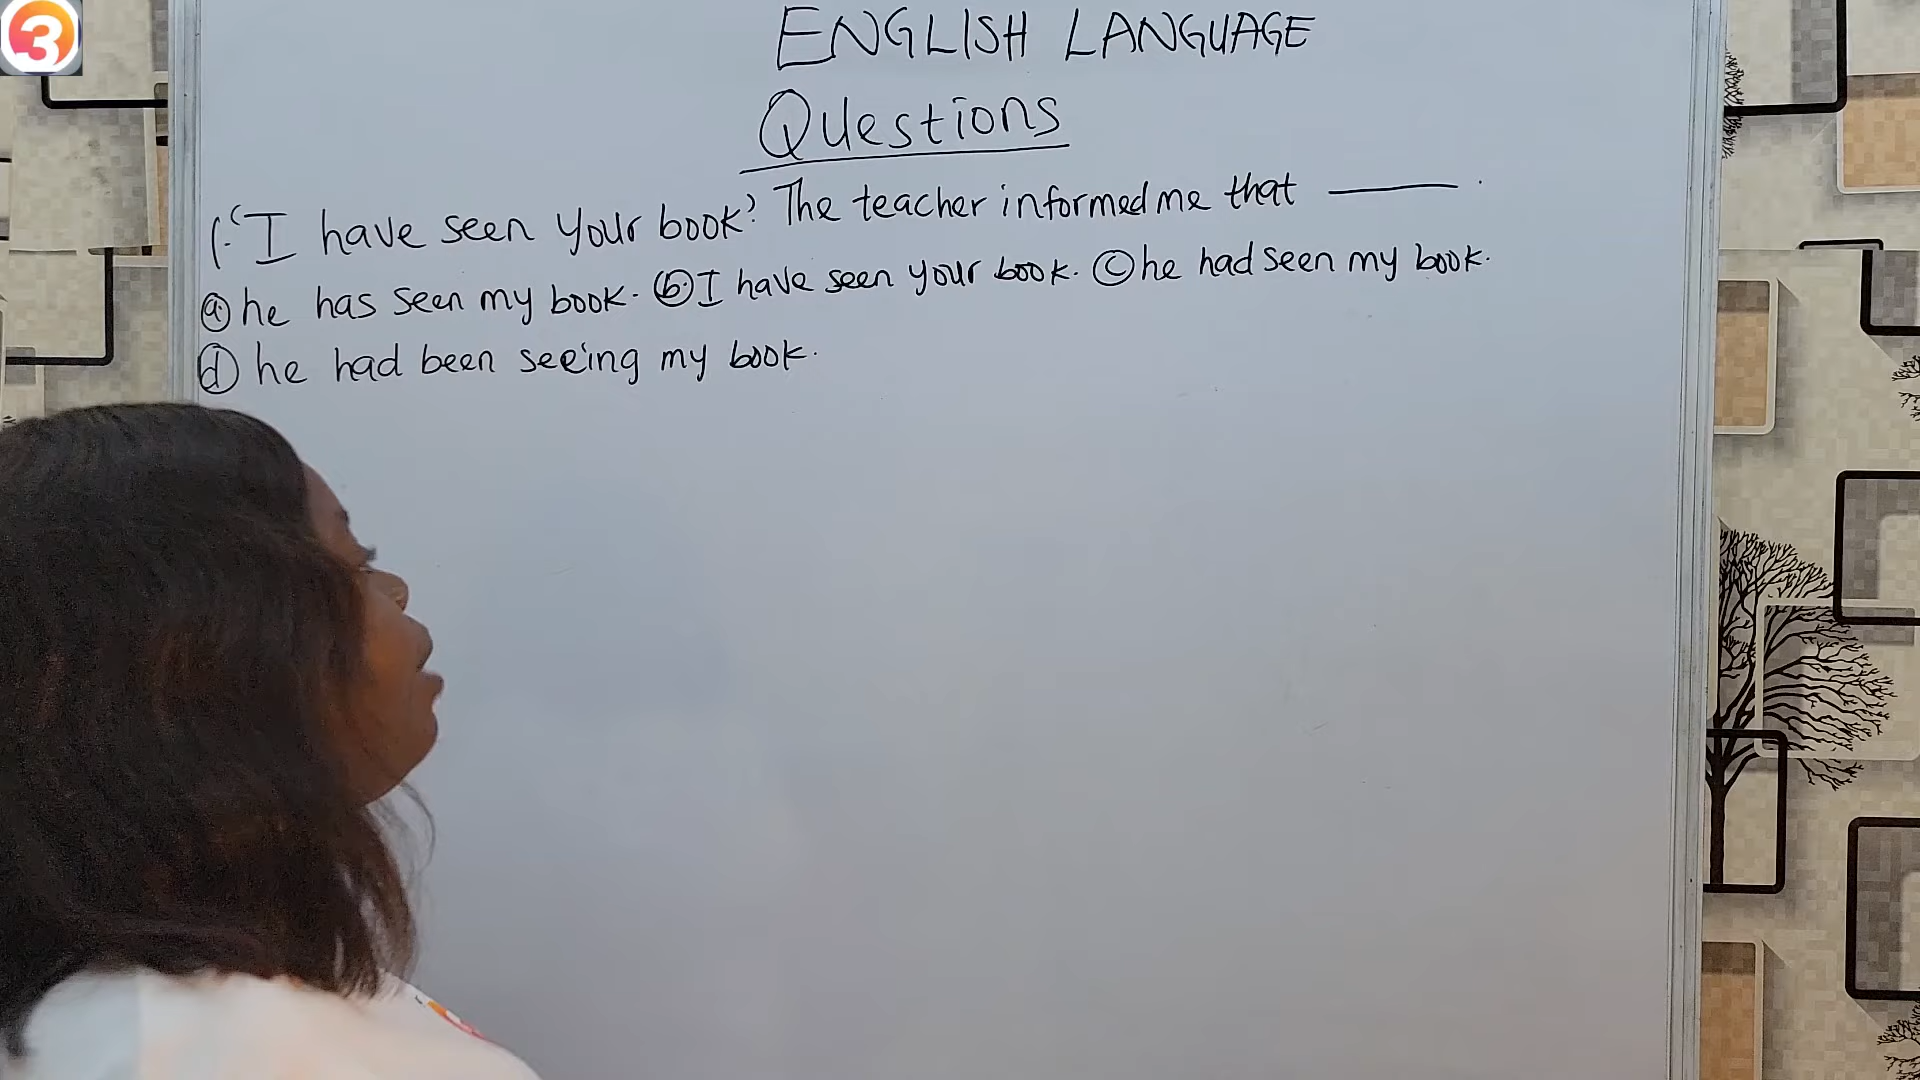 3
ENGLISH LANGUAGE
Questions
1. 'I have seen your book'. The teacher informed me that ———.
(a.) he has seen my book. (b.) I have seen your book. (c) he had seen my book.
(d) he had been seeing my book.